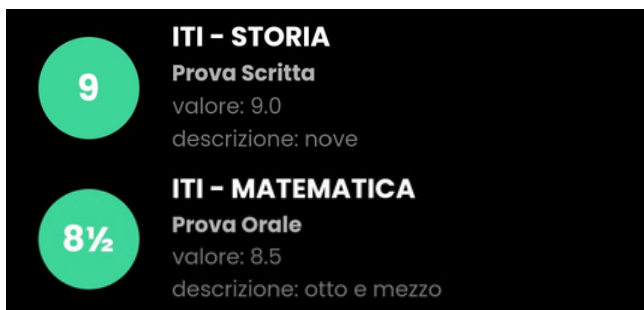 9
ITI - STORIA
Prova Scritta
valore: 9.0
descrizione: nove
8½
ITI - MATEMATICA
Prova Orale
valore: 8.5
descrizione: otto e mezzo